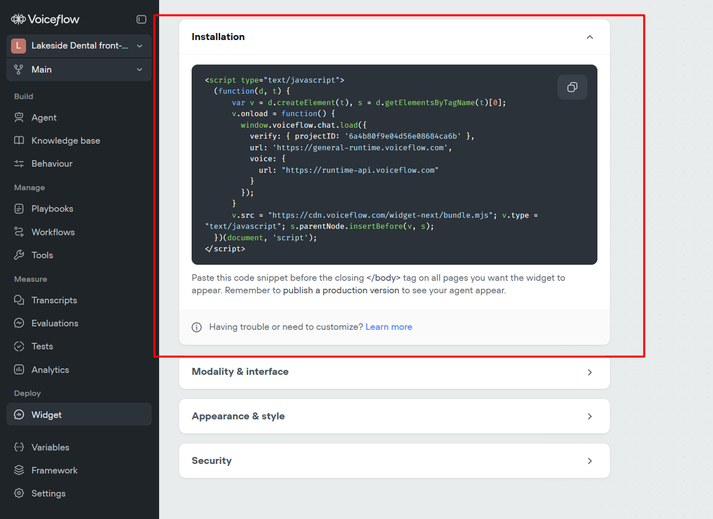 Voiceflow
L Lakeside Dental front-...
Main
Build
Agent
Knowledge base
Behaviour
Manage
Playbooks
Workflows
Tools
Measure
Transcripts
Evaluations
Tests
Analytics
Deploy
Widget
Variables
Framework
Settings
Installation
<script type="text/javascript">
(function(d, t) {
var v = d.createElement(t), s = d.getElementsByTagName(t)[0];
v.onload = function() {
window.voiceflow.chat.load({
verify: { projectID: '6a4b80f9e04d56e08684ca6b' },
url: 'https://general-runtime.voiceflow.com',
voice: {
url: "https://runtime-api.voiceflow.com"
}
});
}
v.src = "https://cdn.voiceflow.com/widget-next/bundle.mjs"; v.type =
"text/javascript"; s.parentNode.insertBefore(v, s);
})(document, 'script');
</script>
Paste this code snippet before the closing </body> tag on all pages you want the widget to
appear. Remember to publish a production version to see your agent appear.
Having trouble or need to customize? Learn more
Modality & interface
Appearance & style
Security